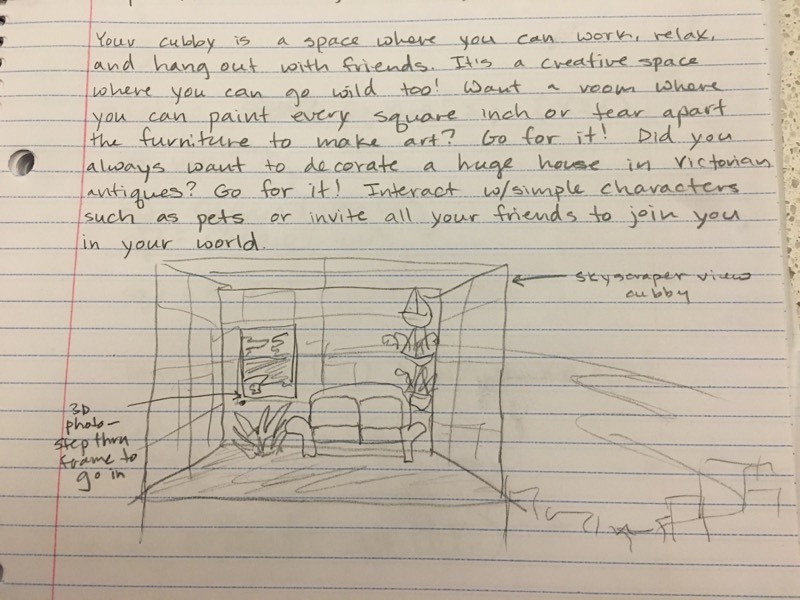 Your cubby is a space where you can work, relax,
and hang out with friends. It's a creative space
where you can go wild too! Want a room where
you can paint every square inch or tear apart
the furniture to make art? Go for it! Did you
always want to decorate a huge house in Victorian
antiques? Go for it! Interact w/simple characters
such as pets or invite all your friends to join you
in your world.
skyscraper view
cubby
3D
photo-
step thru
frame to
go in